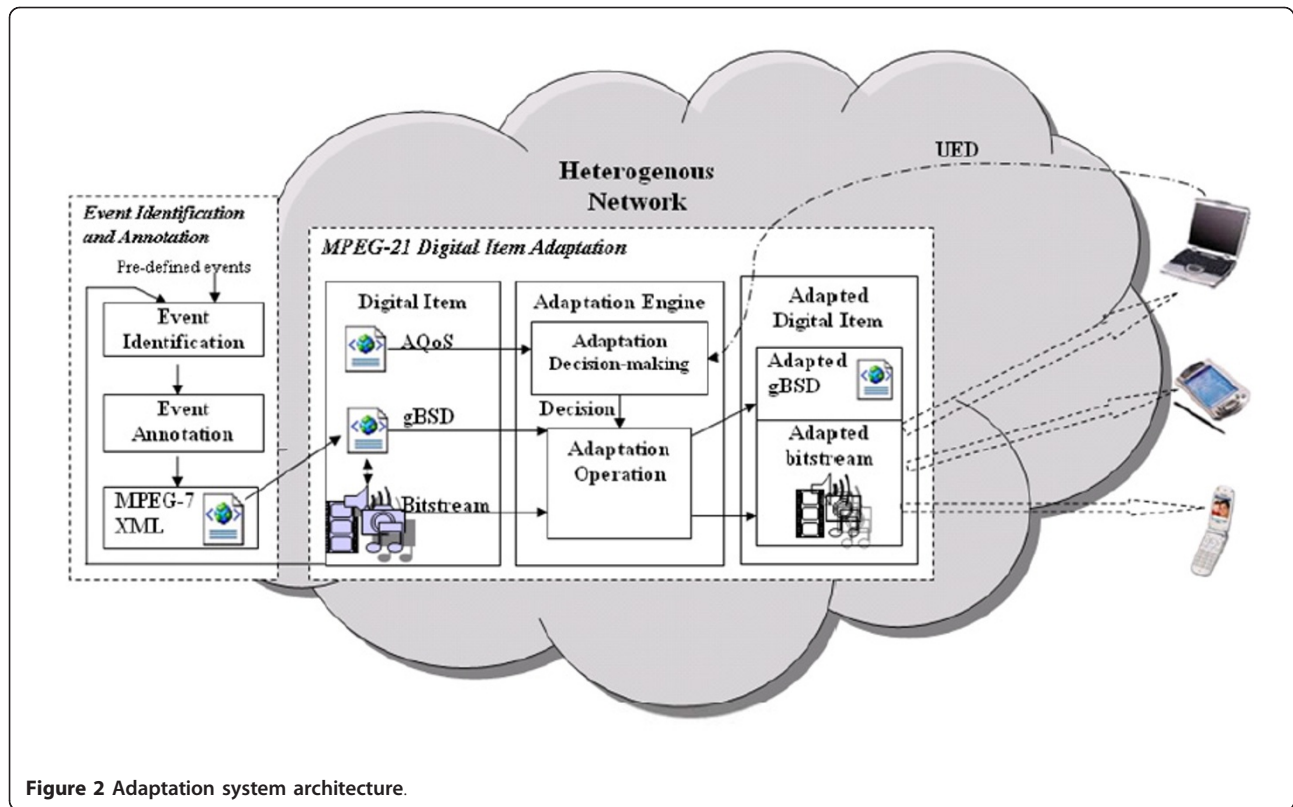 UED
Heterogenous
Network
Event Identification
and Annotation
Pre-defined events
Event
Identification
Event
Annotation
MPEG-7
XML
MPEG-21 Digital Item Adaptation
Digital Item
AQoS
gBSD
Bitstream
Adaptation Engine
Adaptation
Decision-making
Decision
Adaptation
Operation
Adapted
Digital Item
Adapted
gBSD
Adapted
bitstream
Figure 2 Adaptation system architecture.